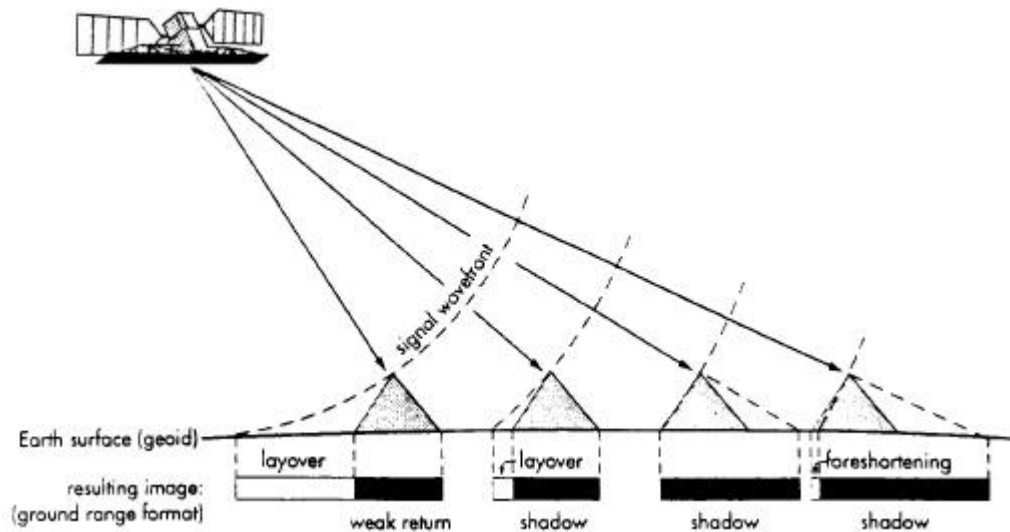 signal wavefront
Earth surface (geoid)
layover
layover
foreshortening
resulting image:
(ground range format)
weak return
shadow
shadow
shadow